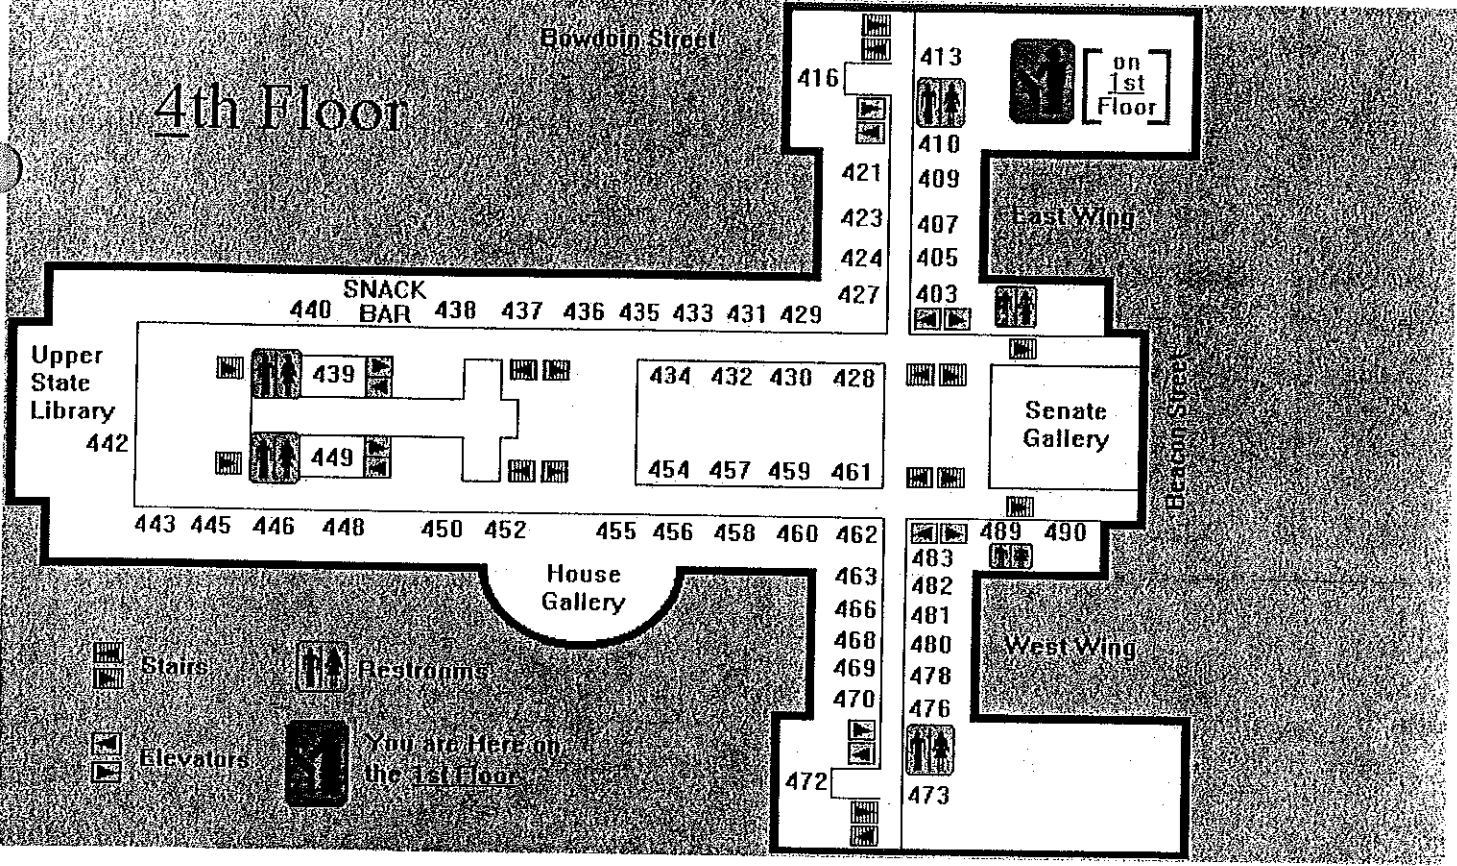 Bowdoin Street
4th Floor
413
416
on
1st
Floor
410
421
409
423
407
East Wing
424
405
427
403
SNACK
BAR
440
438
437
436
435
433
431
429
Upper
State
Library
442
439
434
432
430
428
Senate
Gallery
Beacon Street
449
454
457
459
461
443
445
446
448
450
452
455
456
458
460
462
489
490
483
House
Gallery
463
482
466
481
468
480
West Wing
469
478
470
476
472
473
Stairs
Restrooms
Elevators
You are Here on
the 1st Floor